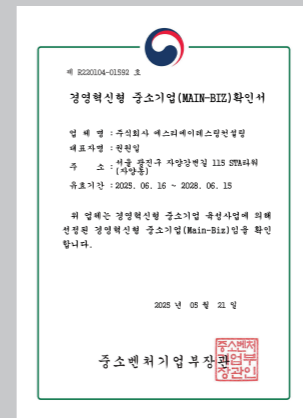 제 R220104-01592 호
경영혁신형 중소기업(MAIN-BIZ)확인서
업 체 명 : 주식회사 에스티에이테스팅컨설팅
대표자명 : 권원일
주 소 : 서울 광진구 자양강변길 115 STA타워
(자양동)
유효기간 : 2025. 06. 16 ~ 2028. 06. 15
위 업체는 경영혁신형 중소기업 육성사업에 의해
선정된 경영혁신형 중소기업(Main-Biz)임을 확인
합니다.
2025 년 05 월 21 일
중소벤처기업부장관
중소벤처
기업부
장관인